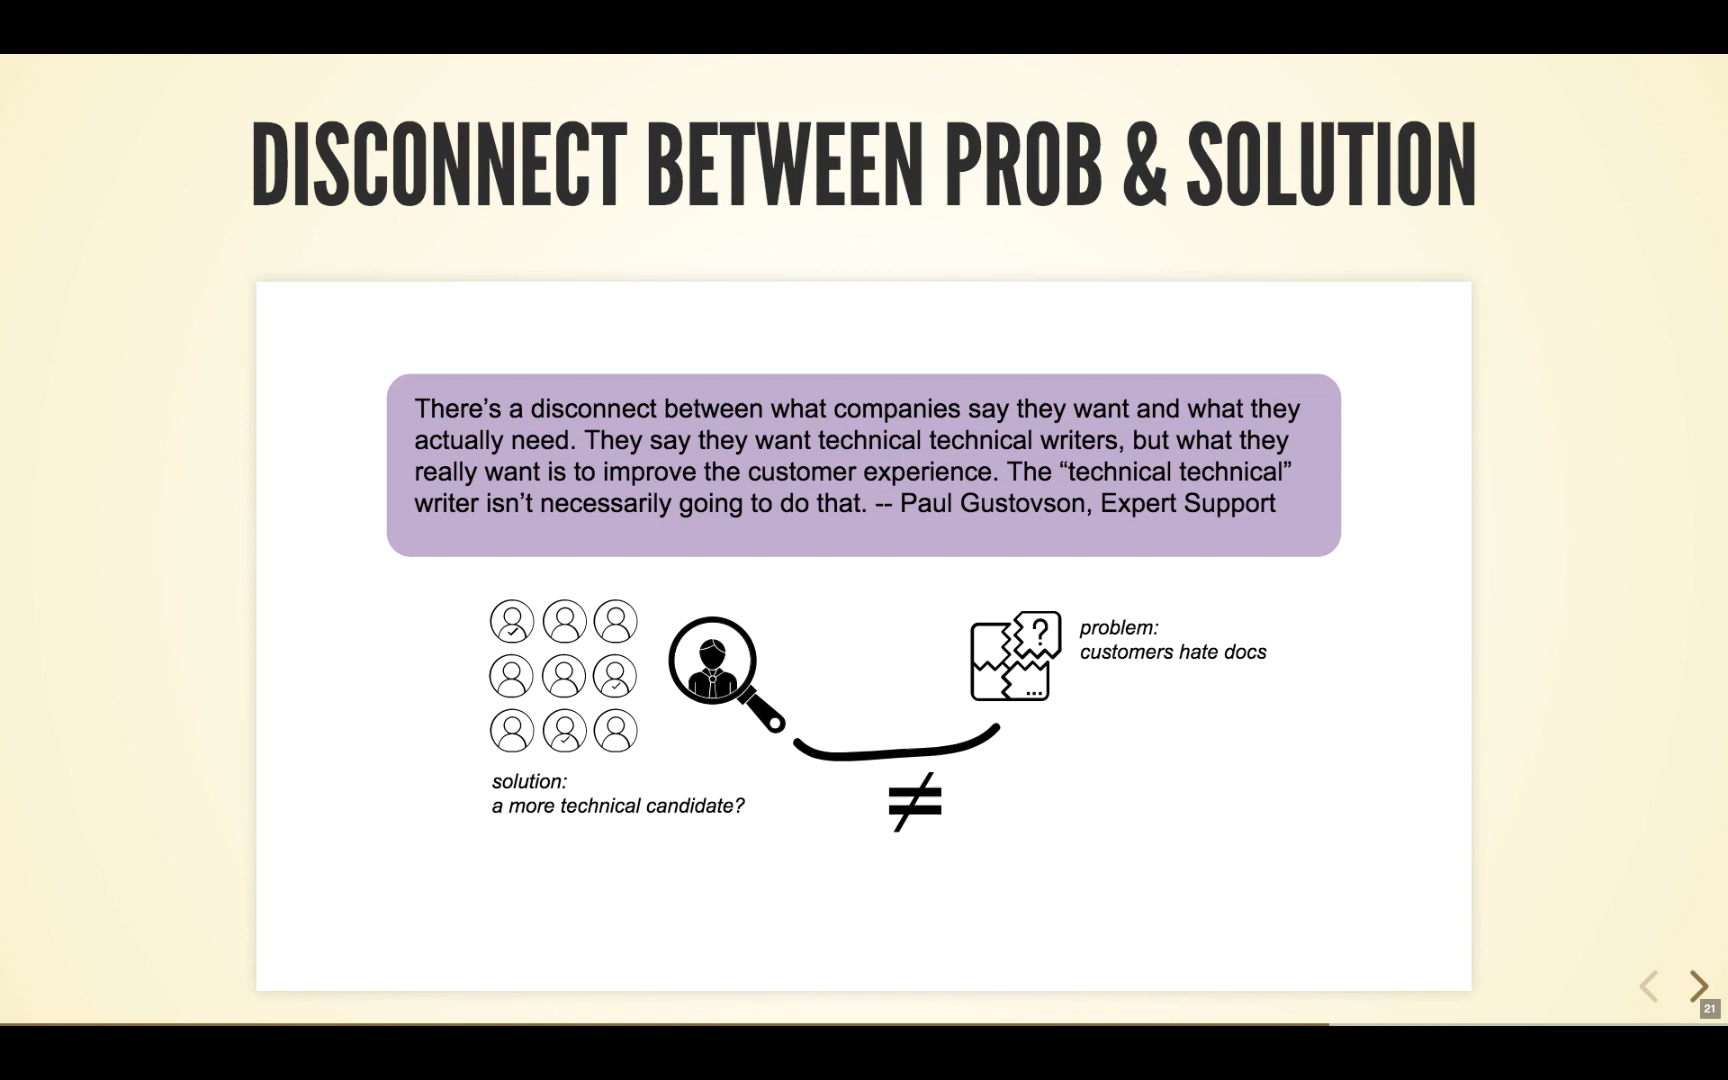 DISCONNECT BETWEEN PROB & SOLUTION
There’s a disconnect between what companies say they want and what they
actually need. They say they want technical technical writers, but what they
really want is to improve the customer experience. The “technical technical”
writer isn’t necessarily going to do that. -- Paul Gustovson, Expert Support
?
...
problem:
customers hate docs
solution:
a more technical candidate?
≠
21